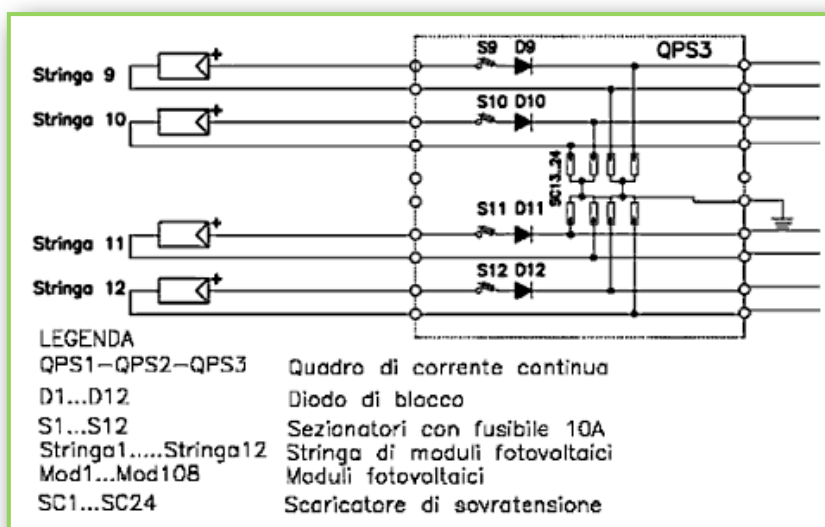 S9 D9
QPS3
+
Stringa 9
S10 D10
+
Stringa 10
SC13..24
S11 D11
+
Stringa 11
S12 D12
+
Stringa 12
LEGENDA
QPS1-QPS2-QPS3 Quadro di corrente continua
D1...D12 Diodo di blocco
S1...S12 Sezionatori con fusibile 10A
Stringa1.....Stringa12 Stringa di moduli fotovoltaici
Mod1...Mod108 Moduli fotovoltaici
SC1...SC24 Scaricatore di sovratensione